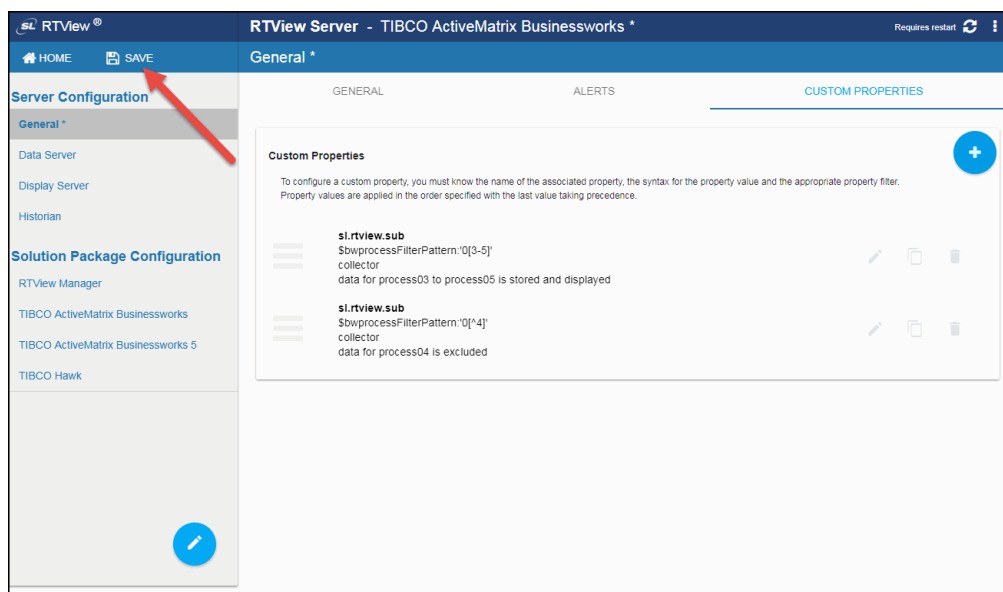 SL RTView ®
RTView Server - TIBCO ActiveMatrix Businessworks *
Requires restart
HOME
SAVE
General *
Server Configuration
General *
Data Server
Display Server
Historian
Solution Package Configuration
RTView Manager
TIBCO ActiveMatrix Businessworks
TIBCO ActiveMatrix Businessworks 5
TIBCO Hawk
GENERAL
ALERTS
CUSTOM PROPERTIES
Custom Properties
To configure a custom property, you must know the name of the associated property, the syntax for the property value and the appropriate property filter.
Property values are applied in the order specified with the last value taking precedence.
sl.rtview.sub
$bwprocessFilterPattern:'0[3-5]'
collector
data for process03 to process05 is stored and displayed
sl.rtview.sub
$bwprocessFilterPattern:'0[^4]'
collector
data for process04 is excluded